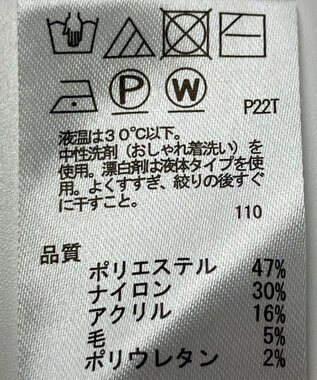 P W P22T
液温は30℃以下。
中性洗剤（おしゃれ着洗い）を
使用。漂白剤は液体タイプを使
用。よくすすぎ、絞りの後すぐ
に干すこと。
110
品質
ポリエステル 47%
ナイロン 30%
アクリル 16%
毛 5%
ポリウレタン 2%